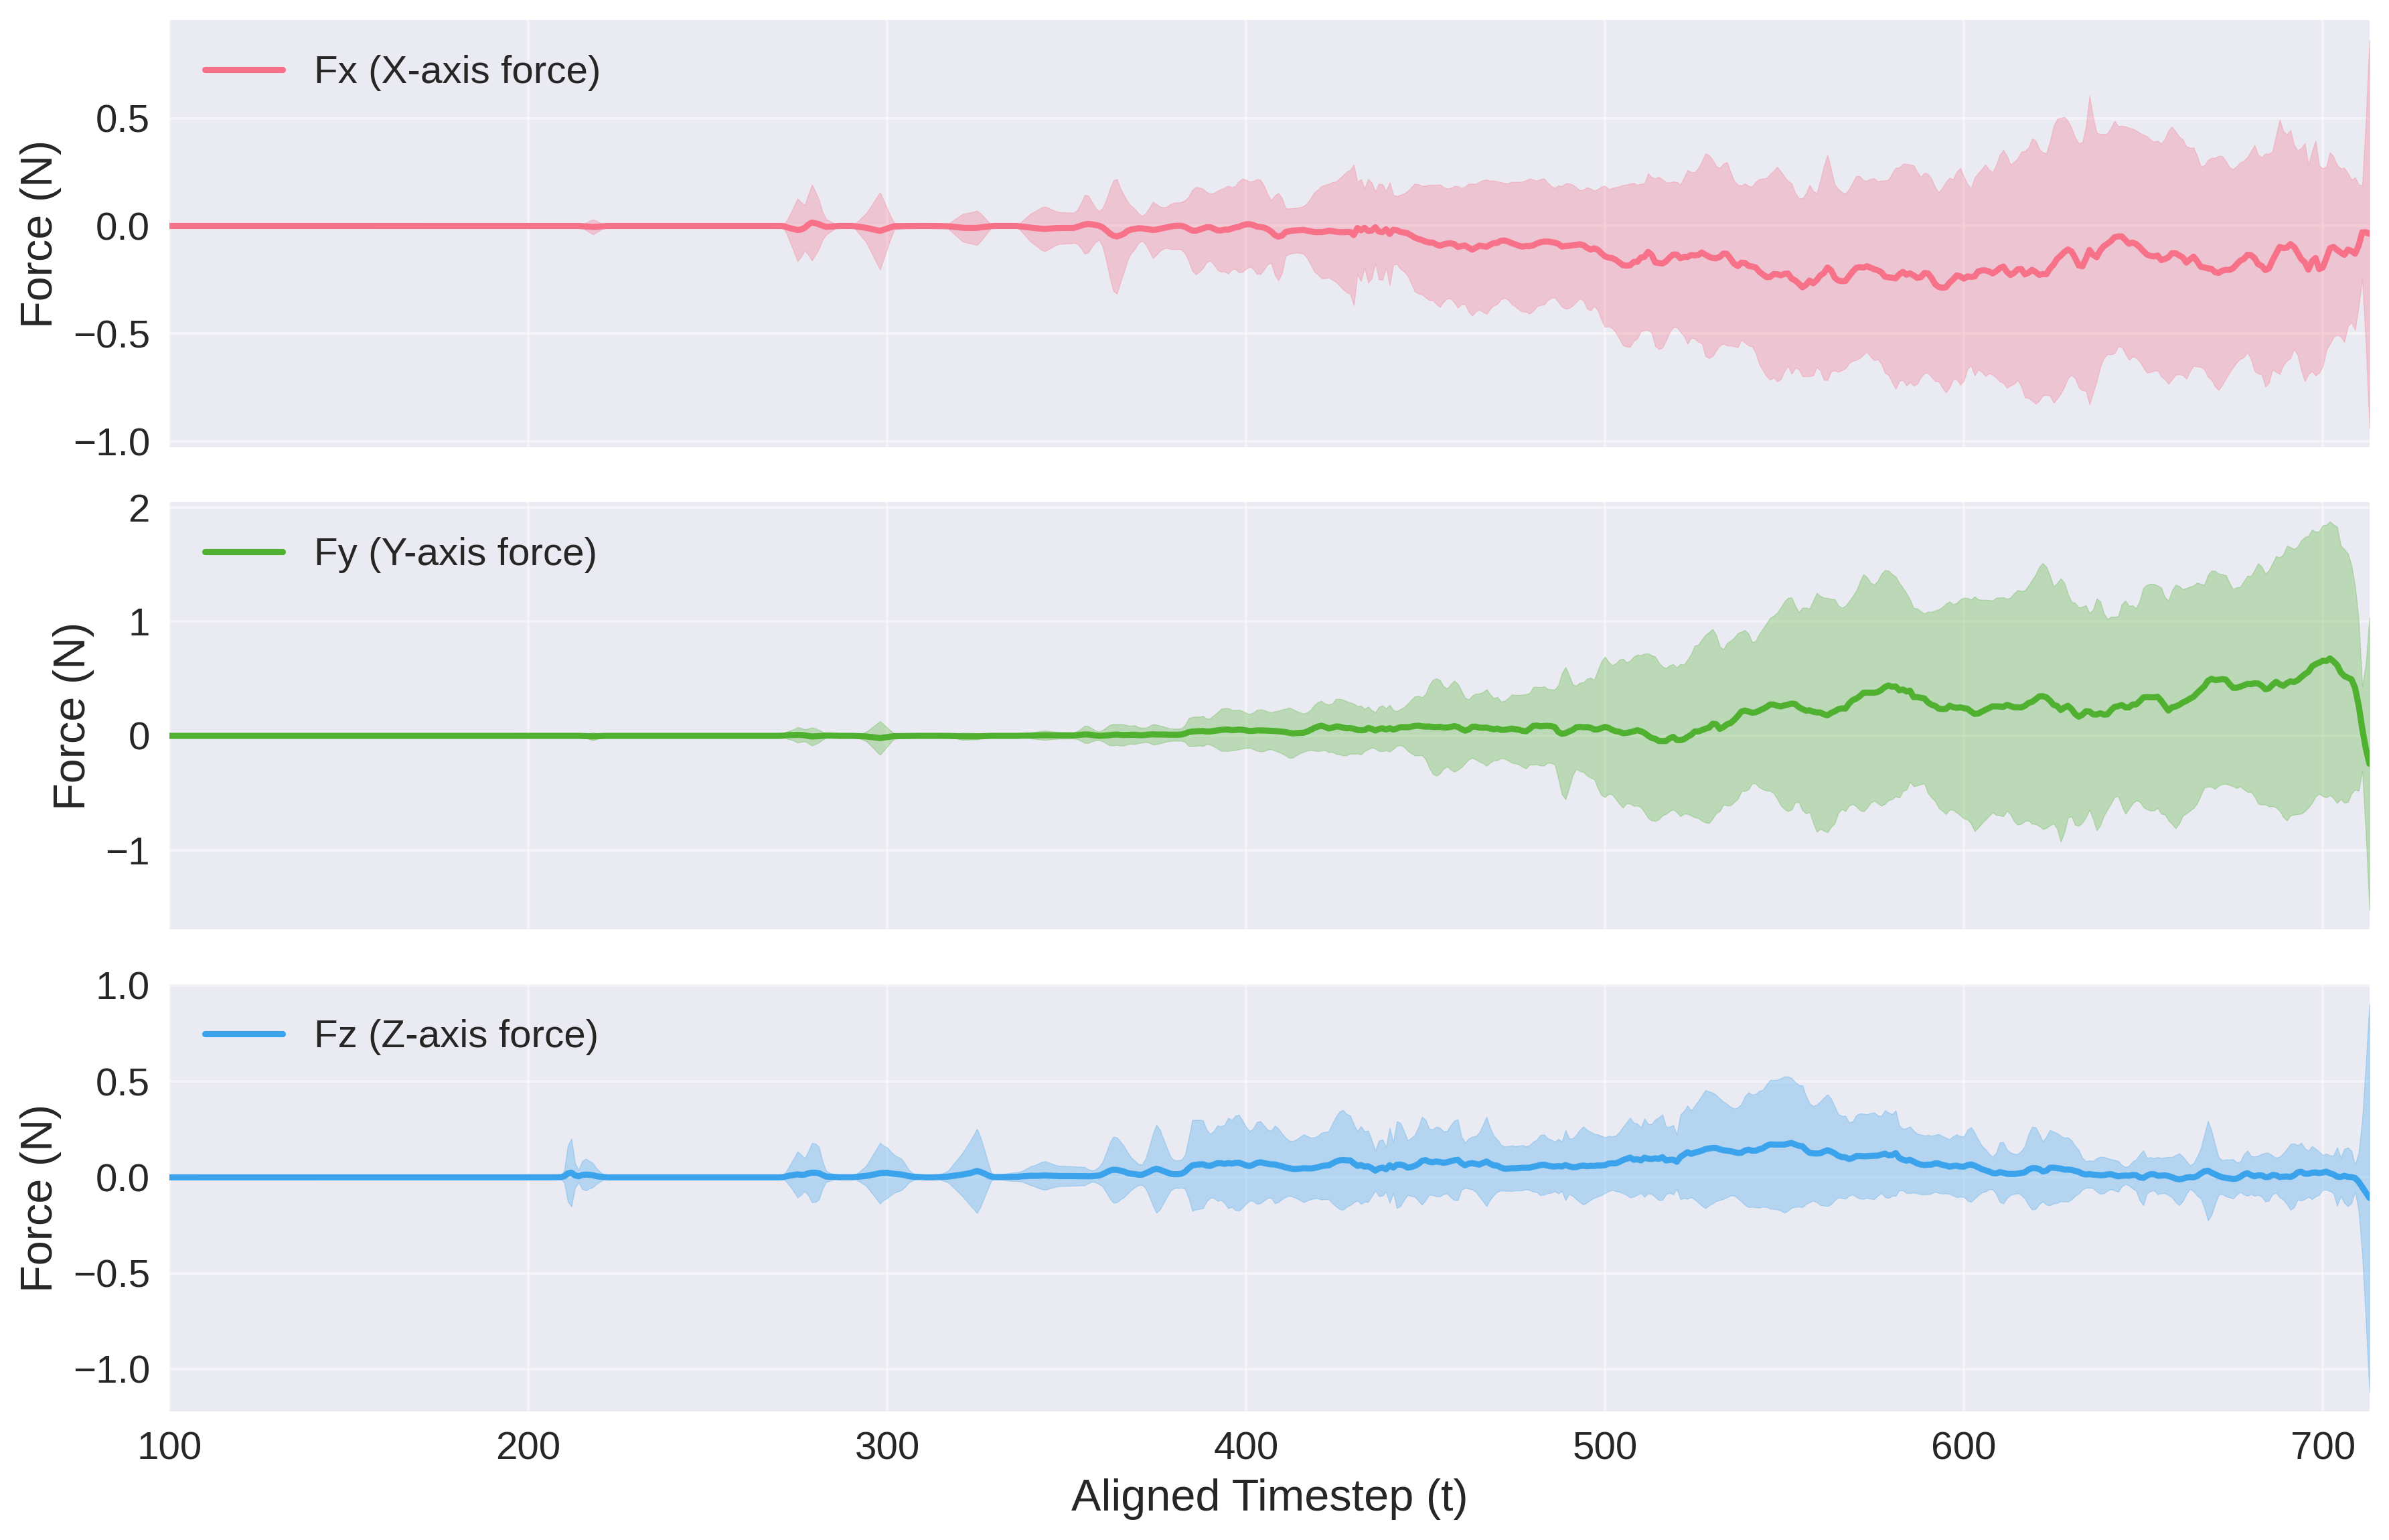 Fx (X-axis force)
0.5
0.0
−0.5
−1.0
Force (N)
Fy (Y-axis force)
2
1
0
−1
Force (N)
Fz (Z-axis force)
1.0
0.5
0.0
−0.5
−1.0
Force (N)
100 200 300 400 500 600 700
Aligned Timestep (t)